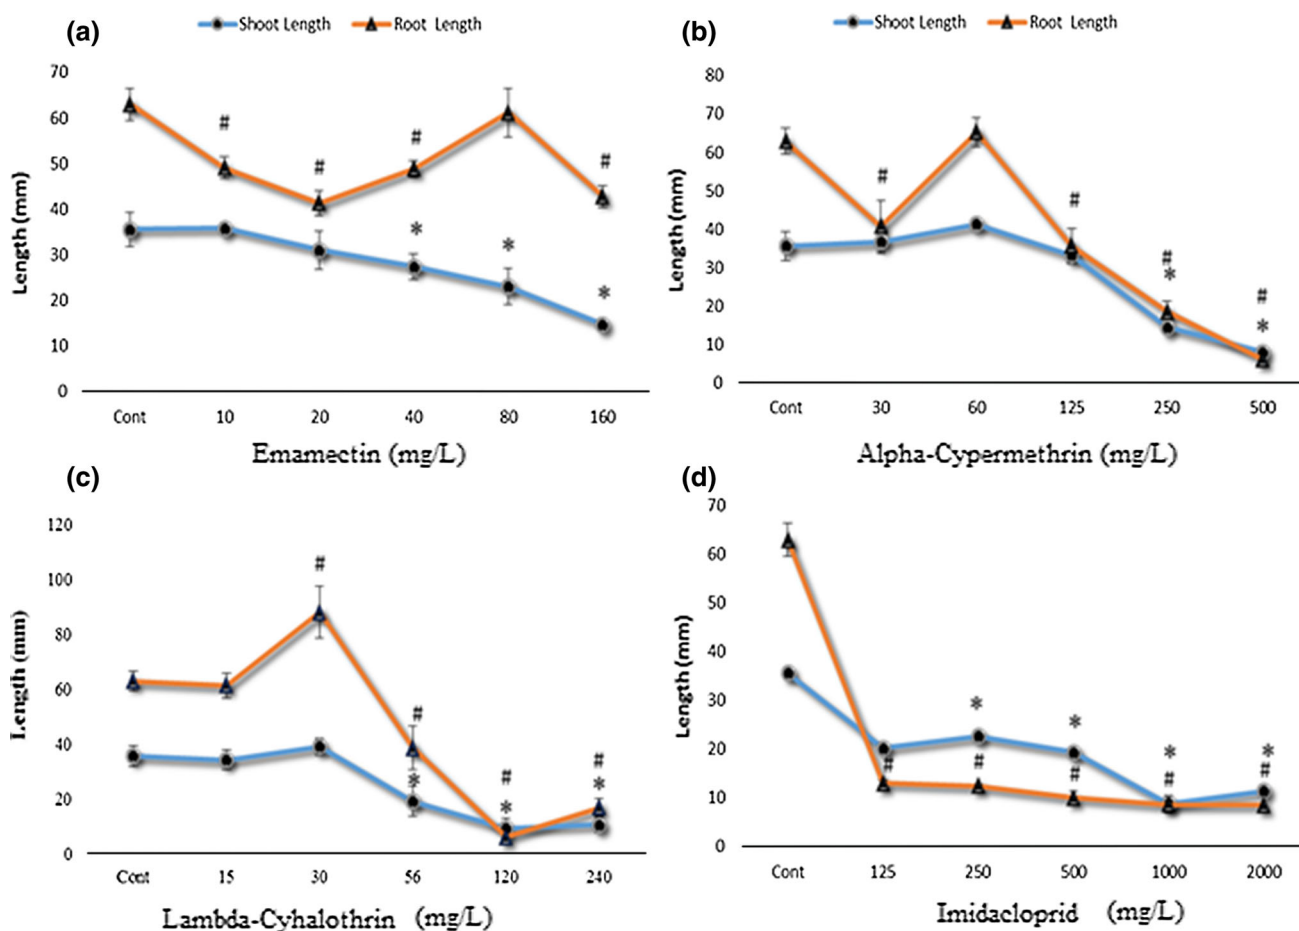 (a) Shoot Length Root Length
70
60
50
40
30
20
10
0
Length (mm)
# # # #
* * *
Cont 10 20 40 80 160
Emamectin (mg/L)
(b) Shoot Length Root Length
80
70
60
50
40
30
20
10
0
Length (mm)
# # # #
* *
Cont 30 60 125 250 500
Alpha-Cypermethrin (mg/L)
(c)
120
100
80
60
40
20
0
Length (mm)
# # # #
* * *
Cont 15 30 56 120 240
Lambda-Cyhalothrin (mg/L)
(d)
70
60
50
40
30
20
10
0
Length (mm)
* * * *
# # # # #
Cont 125 250 500 1000 2000
Imidacloprid (mg/L)